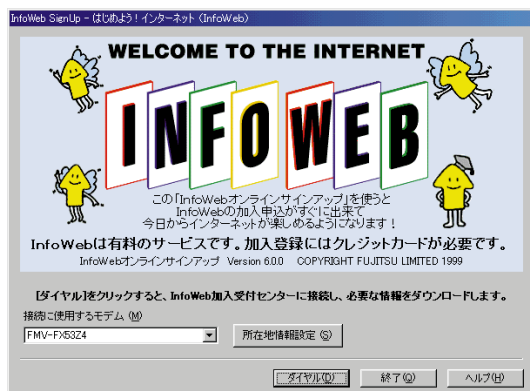 InfoWeb SignUp - はじめよう！インターネット (InfoWeb)
WELCOME TO THE INTERNET
INFOWEB
この「InfoWebオンラインサインアップ」を使うと
InfoWebの加入申込がすぐに出来て
今日からインターネットが楽しめるようになります！
InfoWebは有料のサービスです。加入登録にはクレジットカードが必要です。
InfoWebオンラインサインアップ Version 6.0.0 COPYRIGHT FUJITSU LIMITED 1999
[ダイヤル]をクリックすると、InfoWeb加入受付センターに接続し、必要な情報をダウンロードします。
接続に使用するモデム (M)
FMV-FX53Z4
所在地情報設定 (S)
ダイヤル(D)
終了(Q)
ヘルプ(H)